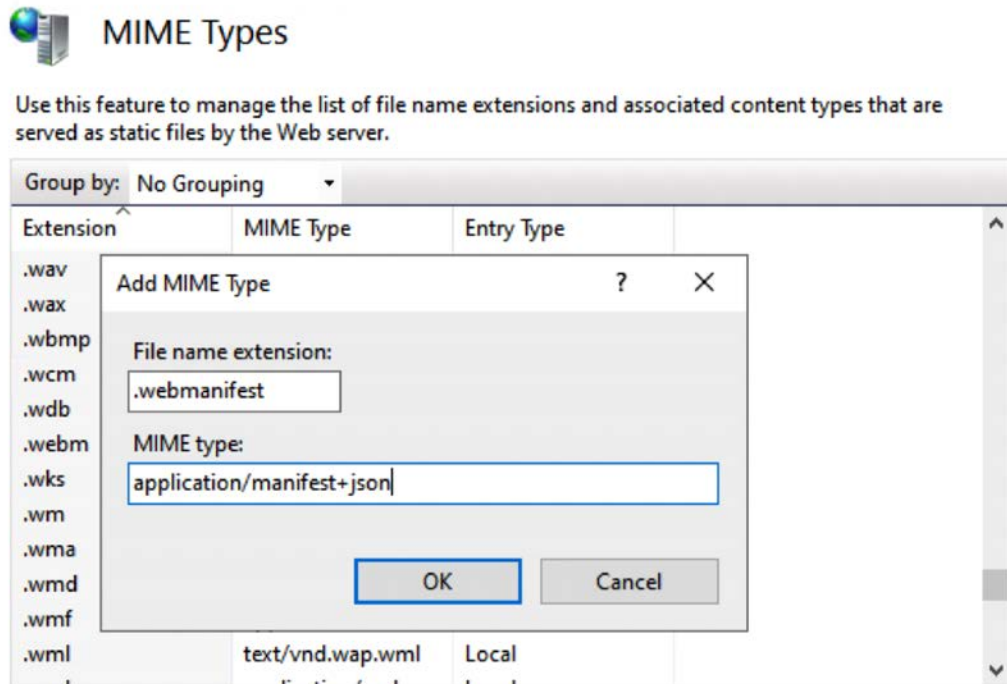 MIME Types
Use this feature to manage the list of file name extensions and associated content types that are
served as static files by the Web server.
Group by: No Grouping
Extension MIME Type Entry Type
.wav
Add MIME Type ? X
.wax
.wbmp
File name extension:
.wcm
.webmanifest
.wdb
.webm
MIME type:
.wks
application/manifest+json
.wm
.wma
.wmd
OK Cancel
.wmf
.wml text/vnd.wap.wml Local